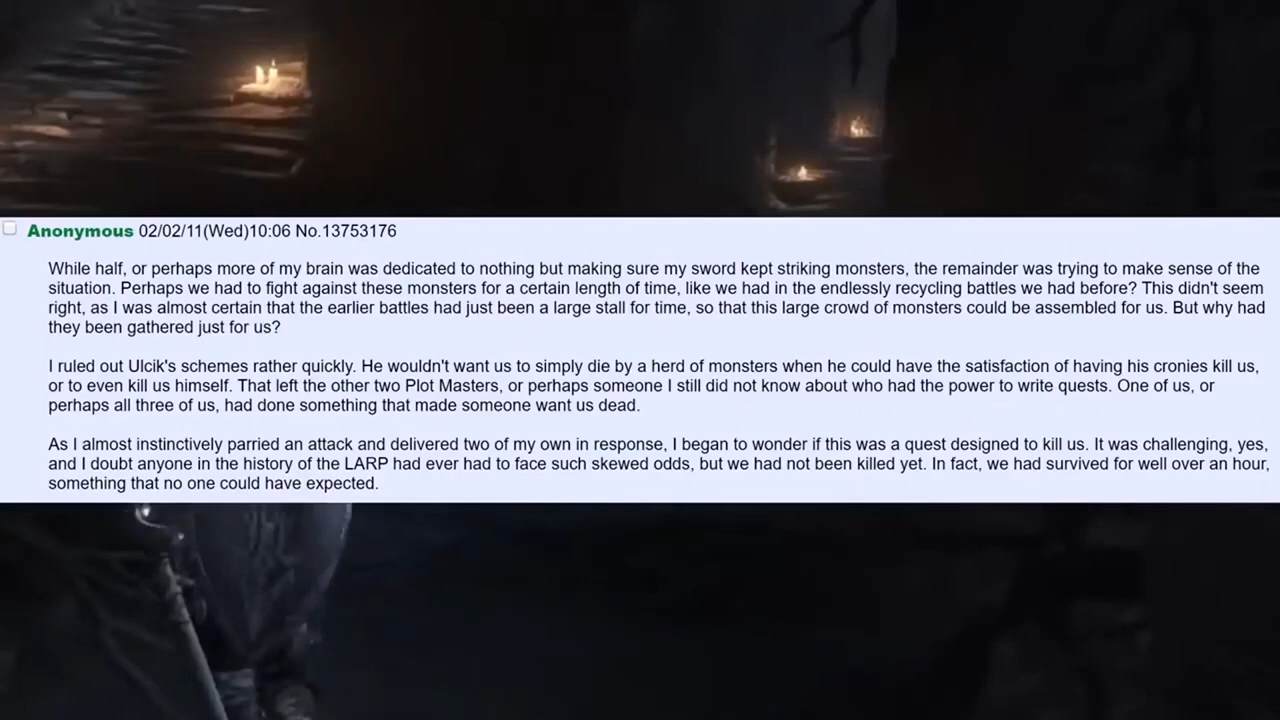 Anonymous 02/02/11(Wed)10:06 No.13753176
While half, or perhaps more of my brain was dedicated to nothing but making sure my sword kept striking monsters, the remainder was trying to make sense of the
situation. Perhaps we had to fight against these monsters for a certain length of time, like we had in the endlessly recycling battles we had before? This didn't seem
right, as I was almost certain that the earlier battles had just been a large stall for time, so that this large crowd of monsters could be assembled for us. But why had
they been gathered just for us?
I ruled out Ulcik's schemes rather quickly. He wouldn't want us to simply die by a herd of monsters when he could have the satisfaction of having his cronies kill us,
or to even kill us himself. That left the other two Plot Masters, or perhaps someone I still did not know about who had the power to write quests. One of us, or
perhaps all three of us, had done something that made someone want us dead.
As I almost instinctively parried an attack and delivered two of my own in response, I began to wonder if this was a quest designed to kill us. It was challenging, yes,
and I doubt anyone in the history of the LARP had ever had to face such skewed odds, but we had not been killed yet. In fact, we had survived for well over an hour,
something that no one could have expected.